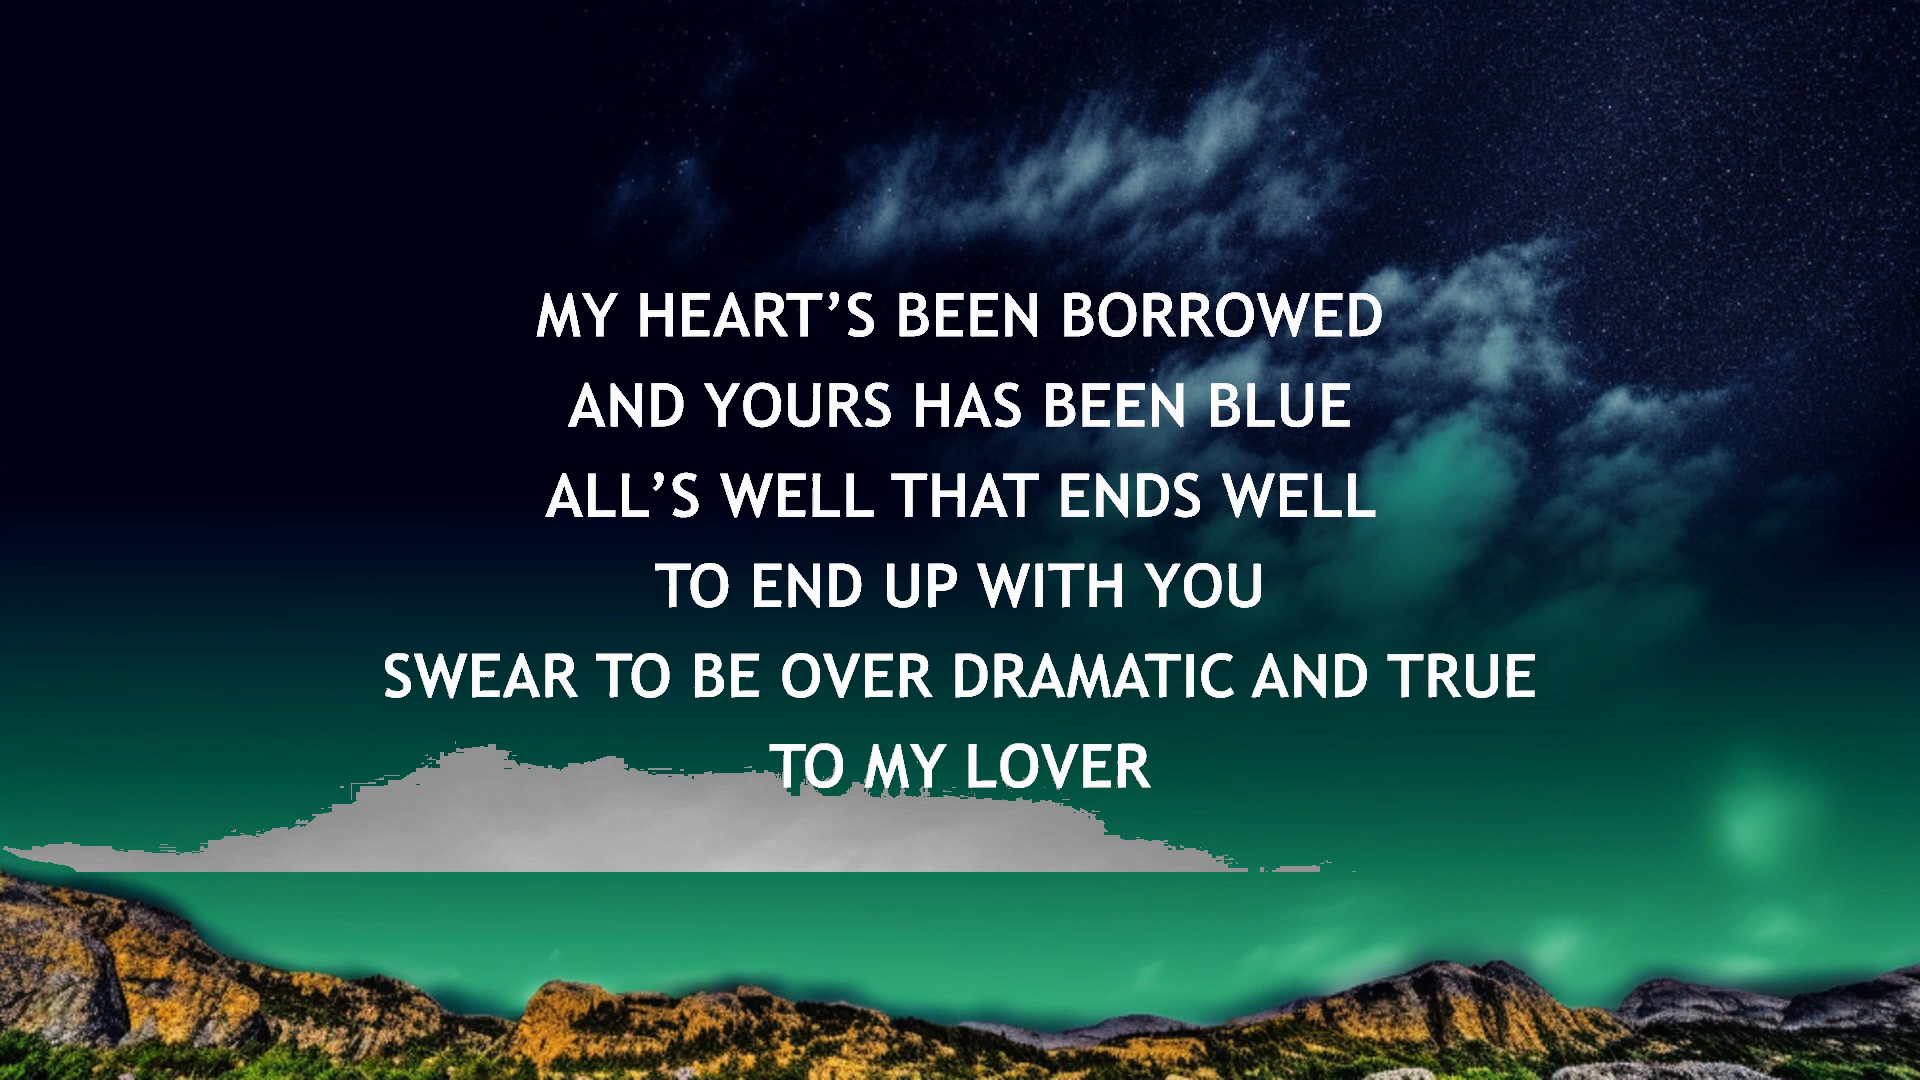 MY HEART’S BEEN BORROWED
AND YOURS HAS BEEN BLUE
ALL’S WELL THAT ENDS WELL
TO END UP WITH YOU
SWEAR TO BE OVER DRAMATIC AND TRUE
TO MY LOVER